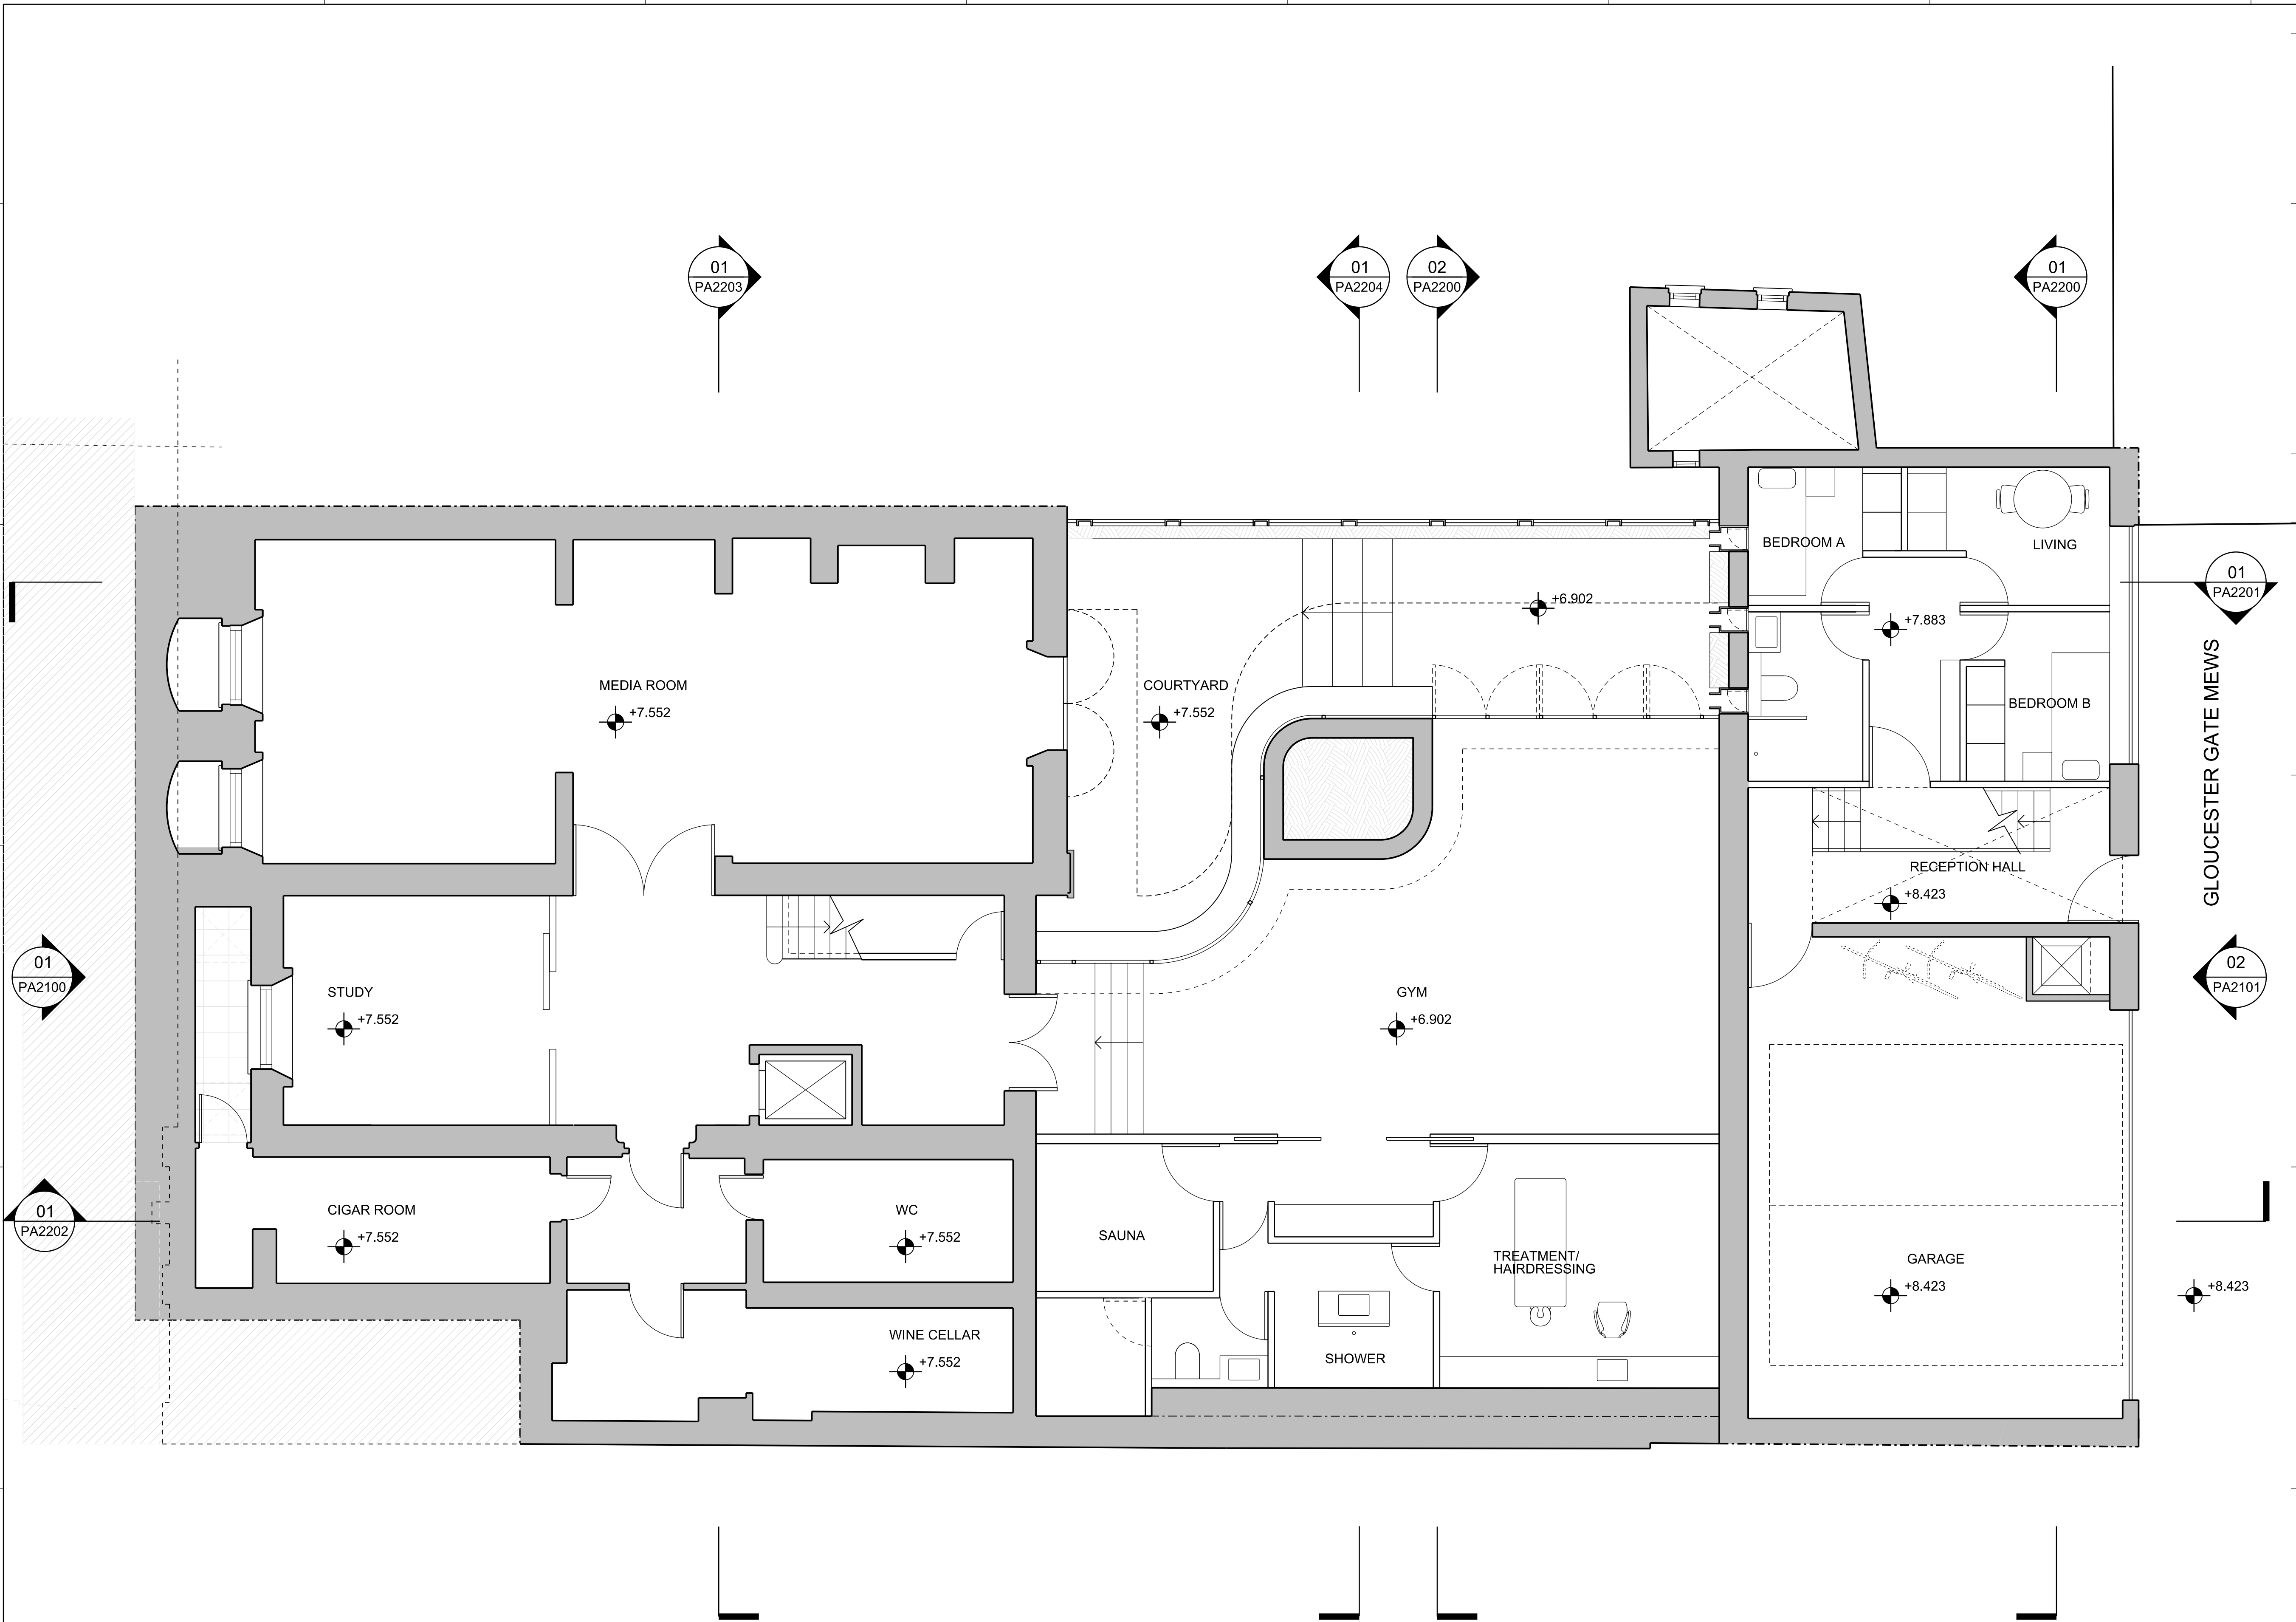 01
PA2203
01
PA2204
02
PA2200
01
PA2200
BEDROOM A
LIVING
01
PA2201
+6.902
+7.883
MEDIA ROOM
+7.552
COURTYARD
+7.552
BEDROOM B
GLOUCESTER GATE MEWS
RECEPTION HALL
+8.423
01
PA2100
STUDY
+7.552
GYM
+6.902
02
PA2101
01
PA2202
CIGAR ROOM
+7.552
WC
+7.552
SAUNA
TREATMENT/
HAIRDRESSING
GARAGE
+8.423
+8.423
WINE CELLAR
+7.552
SHOWER